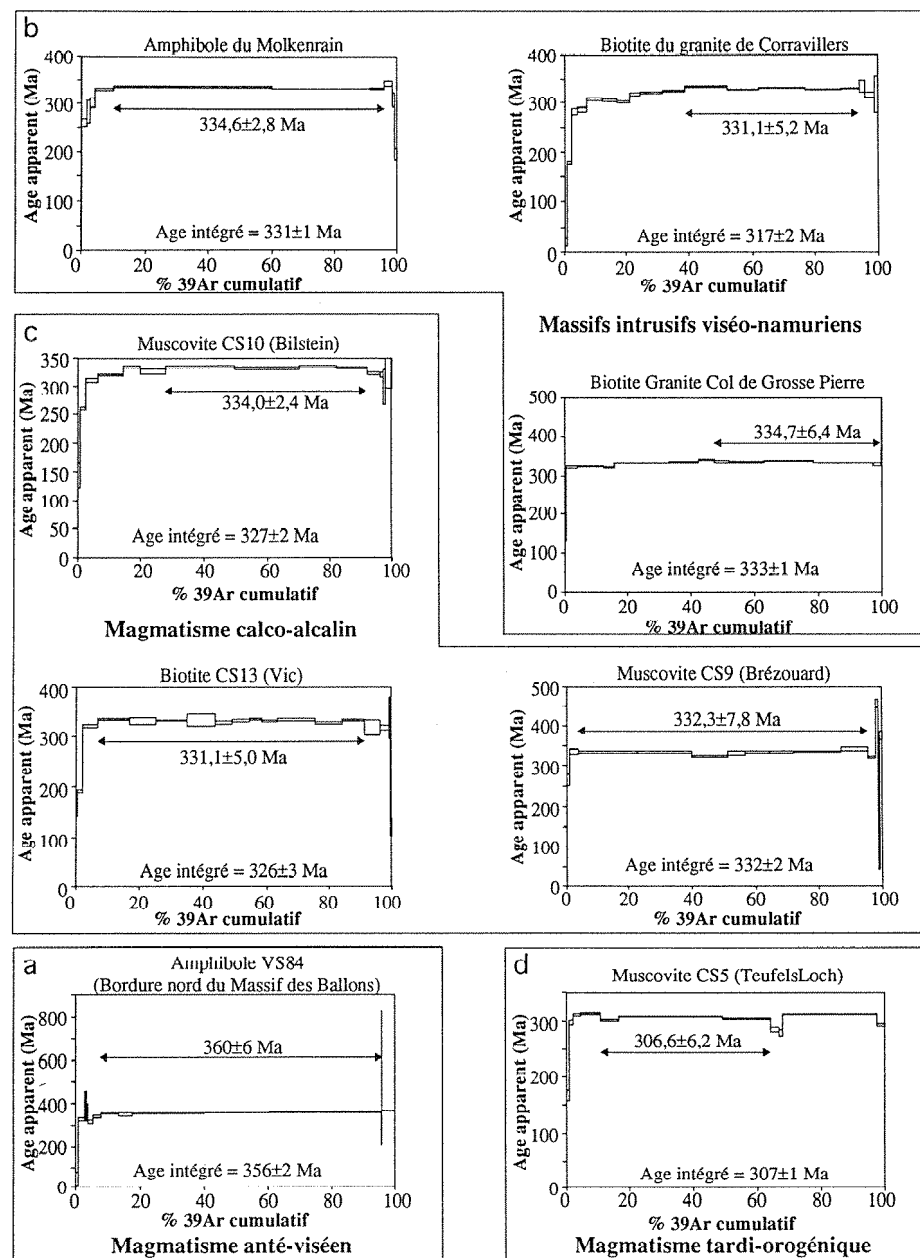 b
Amphibole du Molkenrain
400
300
200
100
0
Age apparent (Ma)
334,6±2,8 Ma
Age intégré = 331±1 Ma
0 20 40 60 80 100
% 39Ar cumulatif
Biotite du granite de Corravillers
400
300
200
100
0
Age apparent (Ma)
331,1±5,2 Ma
Age intégré = 317±2 Ma
0 20 40 60 80 100
% 39Ar cumulatif
Massifs intrusifs viséo-namuriens
Biotite Granite Col de Grosse Pierre
500
400
300
200
100
0
Age apparent (Ma)
334,7±6,4 Ma
Age intégré = 333±1 Ma
0 20 40 60 80 100
% 39Ar cumulatif
c
Muscovite CS10 (Bilstein)
350
300
250
200
150
100
50
0
Age apparent (Ma)
334,0±2,4 Ma
Age intégré = 327±2 Ma
0 20 40 60 80 100
% 39Ar cumulatif
Magmatisme calco-alcalin
Biotite CS13 (Vic)
400
300
200
100
0
Age apparent (Ma)
331,1±5,0 Ma
Age intégré = 326±3 Ma
0 20 40 60 80 100
% 39Ar cumulatif
Muscovite CS9 (Brézouard)
500
400
300
200
100
0
Age apparent (Ma)
332,3±7,8 Ma
Age intégré = 332±2 Ma
0 20 40 60 80 100
% 39Ar cumulatif
a
Amphibole VS84
(Bordure nord du Massif des Ballons)
800
600
400
200
0
Age apparent (Ma)
360±6 Ma
Age intégré = 356±2 Ma
0 20 40 60 80 100
% 39Ar cumulatif
Magmatisme anté-viséen
d
Muscovite CS5 (TeufelsLoch)
300
200
100
0
Age apparent (Ma)
306,6±6,2 Ma
Age intégré = 307±1 Ma
0 20 40 60 80 100
% 39Ar cumulatif
Magmatisme tardi-orogénique